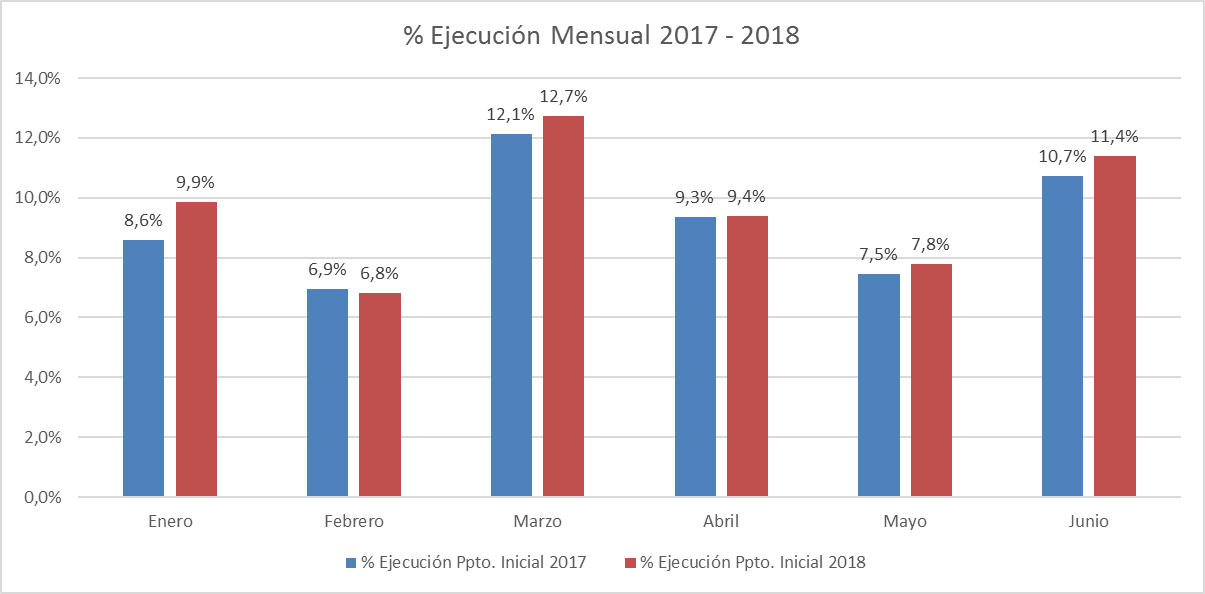 % Ejecución Mensual 2017 - 2018
14,0%
12,0%
10,0%
8,0%
6,0%
4,0%
2,0%
0,0%
8,6%
9,9%
6,9%
6,8%
12,1%
12,7%
9,3%
9,4%
7,5%
7,8%
10,7%
11,4%
Enero
Febrero
Marzo
Abril
Mayo
Junio
% Ejecución Ppto. Inicial 2017
% Ejecución Ppto. Inicial 2018